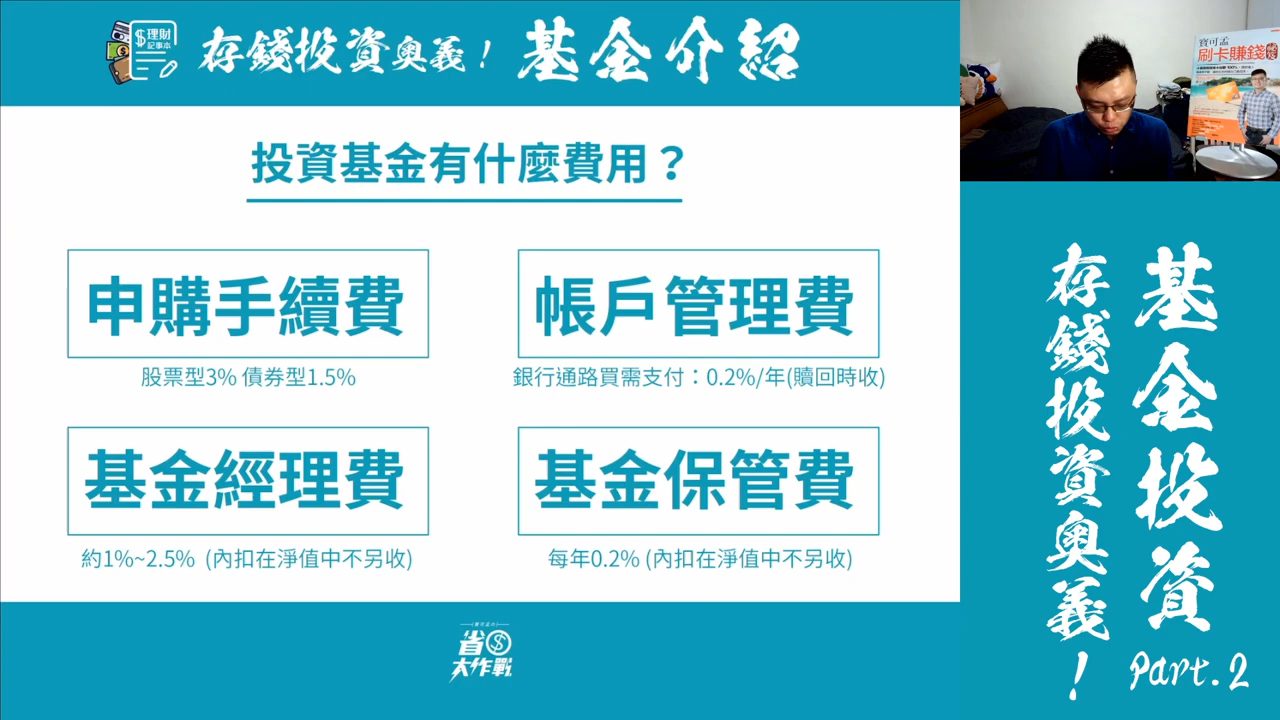 理財
記事本
存錢投資奧義！基金介紹
投資基金有什麼費用？
申購手續費
股票型3% 債券型1.5%
帳戶管理費
銀行通路買需支付：0.2%/年(贖回時收)
基金經理費
約1%~2.5% (內扣在淨值中不另收)
基金保管費
每年0.2% (內扣在淨值中不另收)
省$
大作戰
寶可孟
刷卡賺錢
基金投資
Part.2
存錢投資奧義！